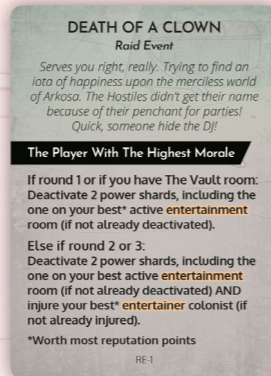 DEATH OF A CLOWN
Raid Event
Serves you right, really. Trying to find an
iota of happiness upon the merciless world
of Arkosa. The Hostiles didn't get their name
because of their penchant for parties!
Quick, someone hide the DJ!
The Player With The Highest Morale
If round 1 or if you have The Vault room:
Deactivate 2 power shards, including the
one on your best* active entertainment
room (if not already deactivated).
Else if round 2 or 3:
Deactivate 2 power shards, including the
one on your best active entertainment
room (if not already deactivated) AND
injure your best* entertainer colonist (if
not already injured).
*Worth most reputation points
RE-1